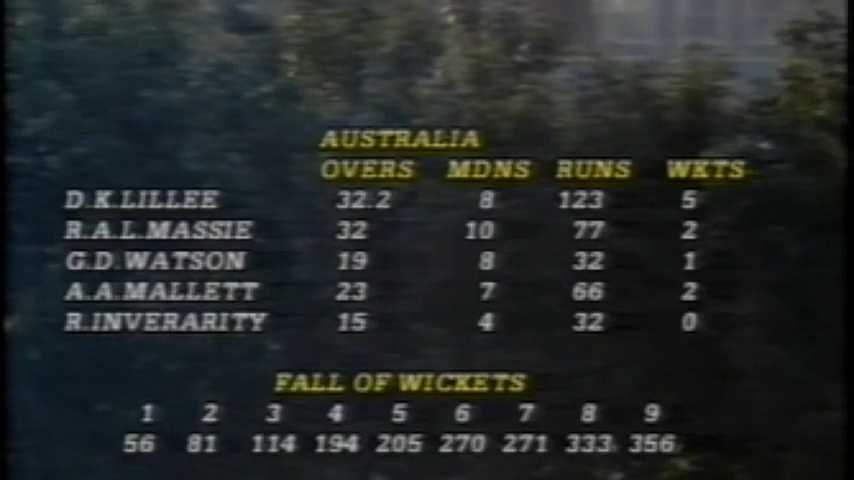 AUSTRALIA
OVERS MDNS RUNS WKTS
D.K.LILLEE 32.2 8 123 5
R.A.L.MASSIE 32 10 77 2
G.D.WATSON 19 8 32 1
A.A.MALLETT 23 7 66 2
R.INVERARITY 15 4 32 0
FALL OF WICKETS
1 2 3 4 5 6 7 8 9
56 81 114 194 205 270 271 333 356